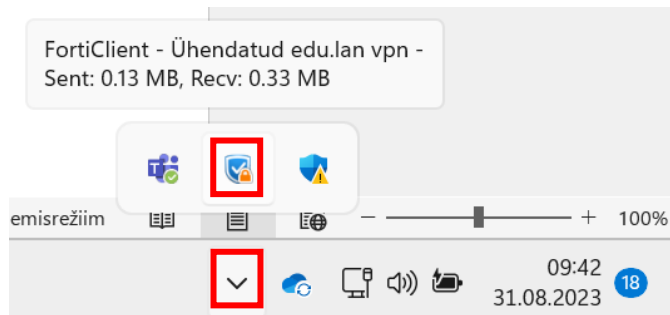 FortiClient - Ühendatud edu.lan vpn -
Sent: 0.13 MB, Recv: 0.33 MB
emisrežiim
100%
09:42
31.08.2023
18